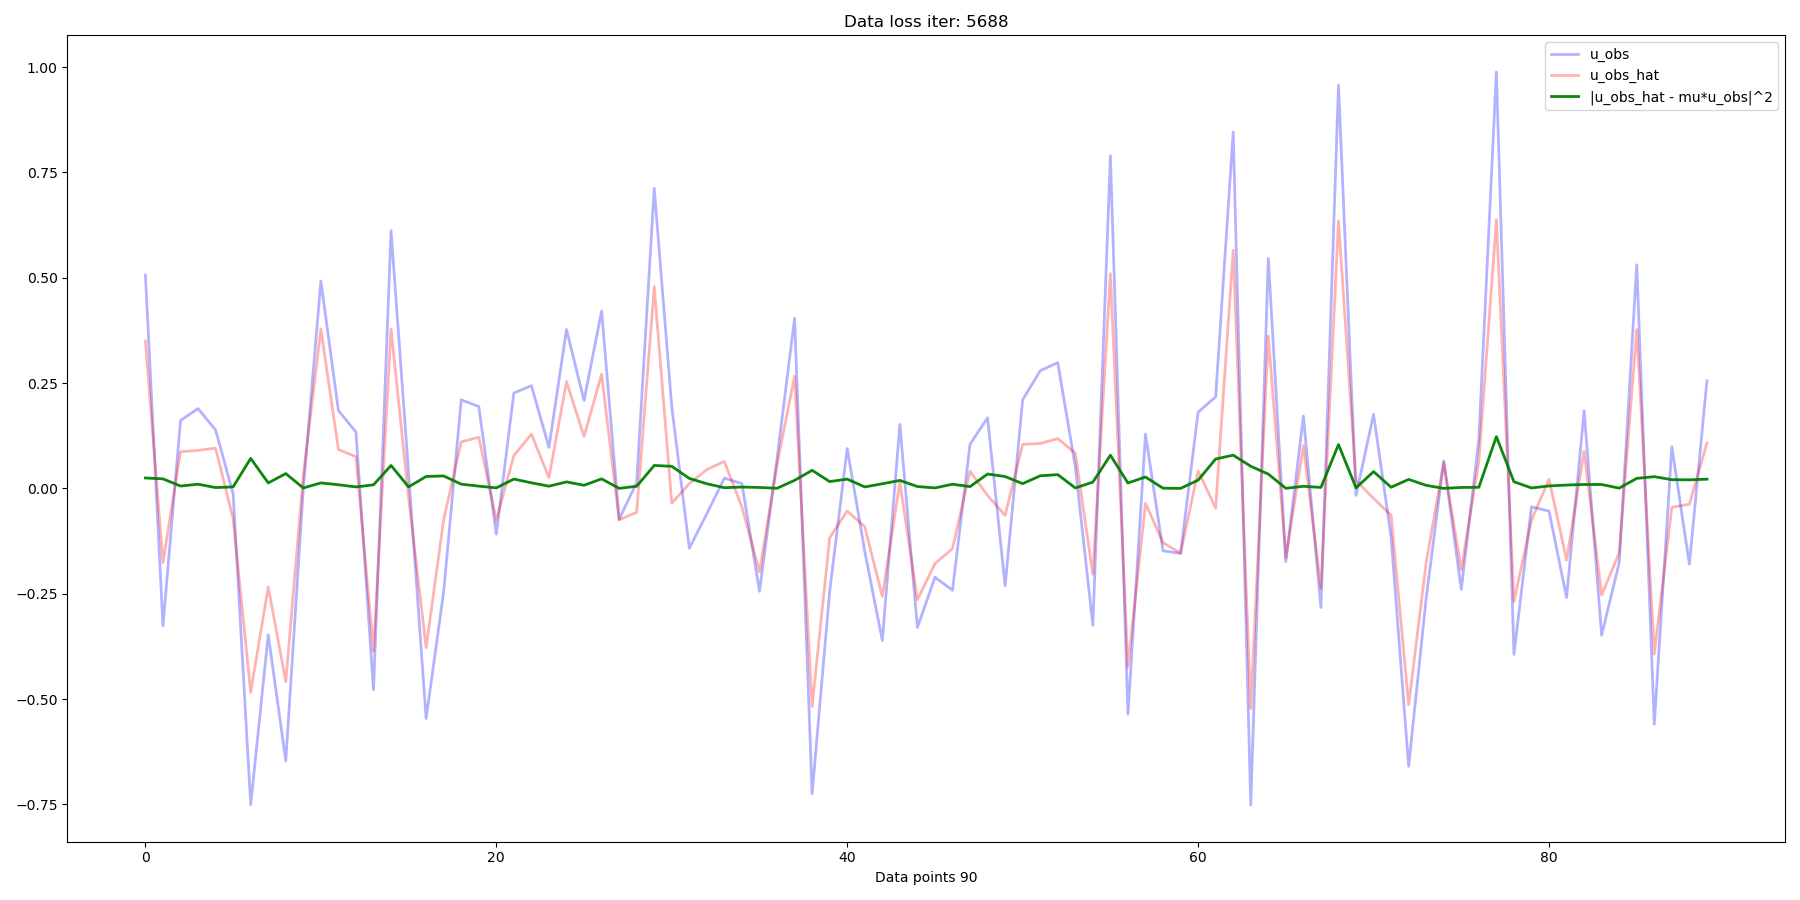 Data loss iter: 5688
u_obs
u_obs_hat
|u_obs_hat - mu*u_obs|^2
1.00
0.75
0.50
0.25
0.00
−0.25
−0.50
−0.75
0 20 40 60 80
Data points 90